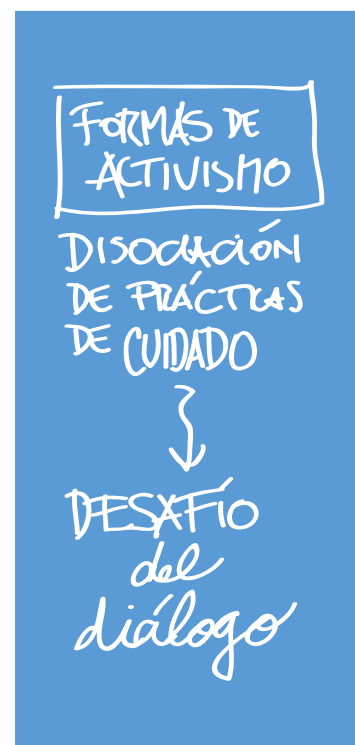 FORMAS DE
ACTIVISMO
DISOCIACIÓN
DE PRÁCTICAS
DE CUIDADO
DESAFÍO
del
diálogo